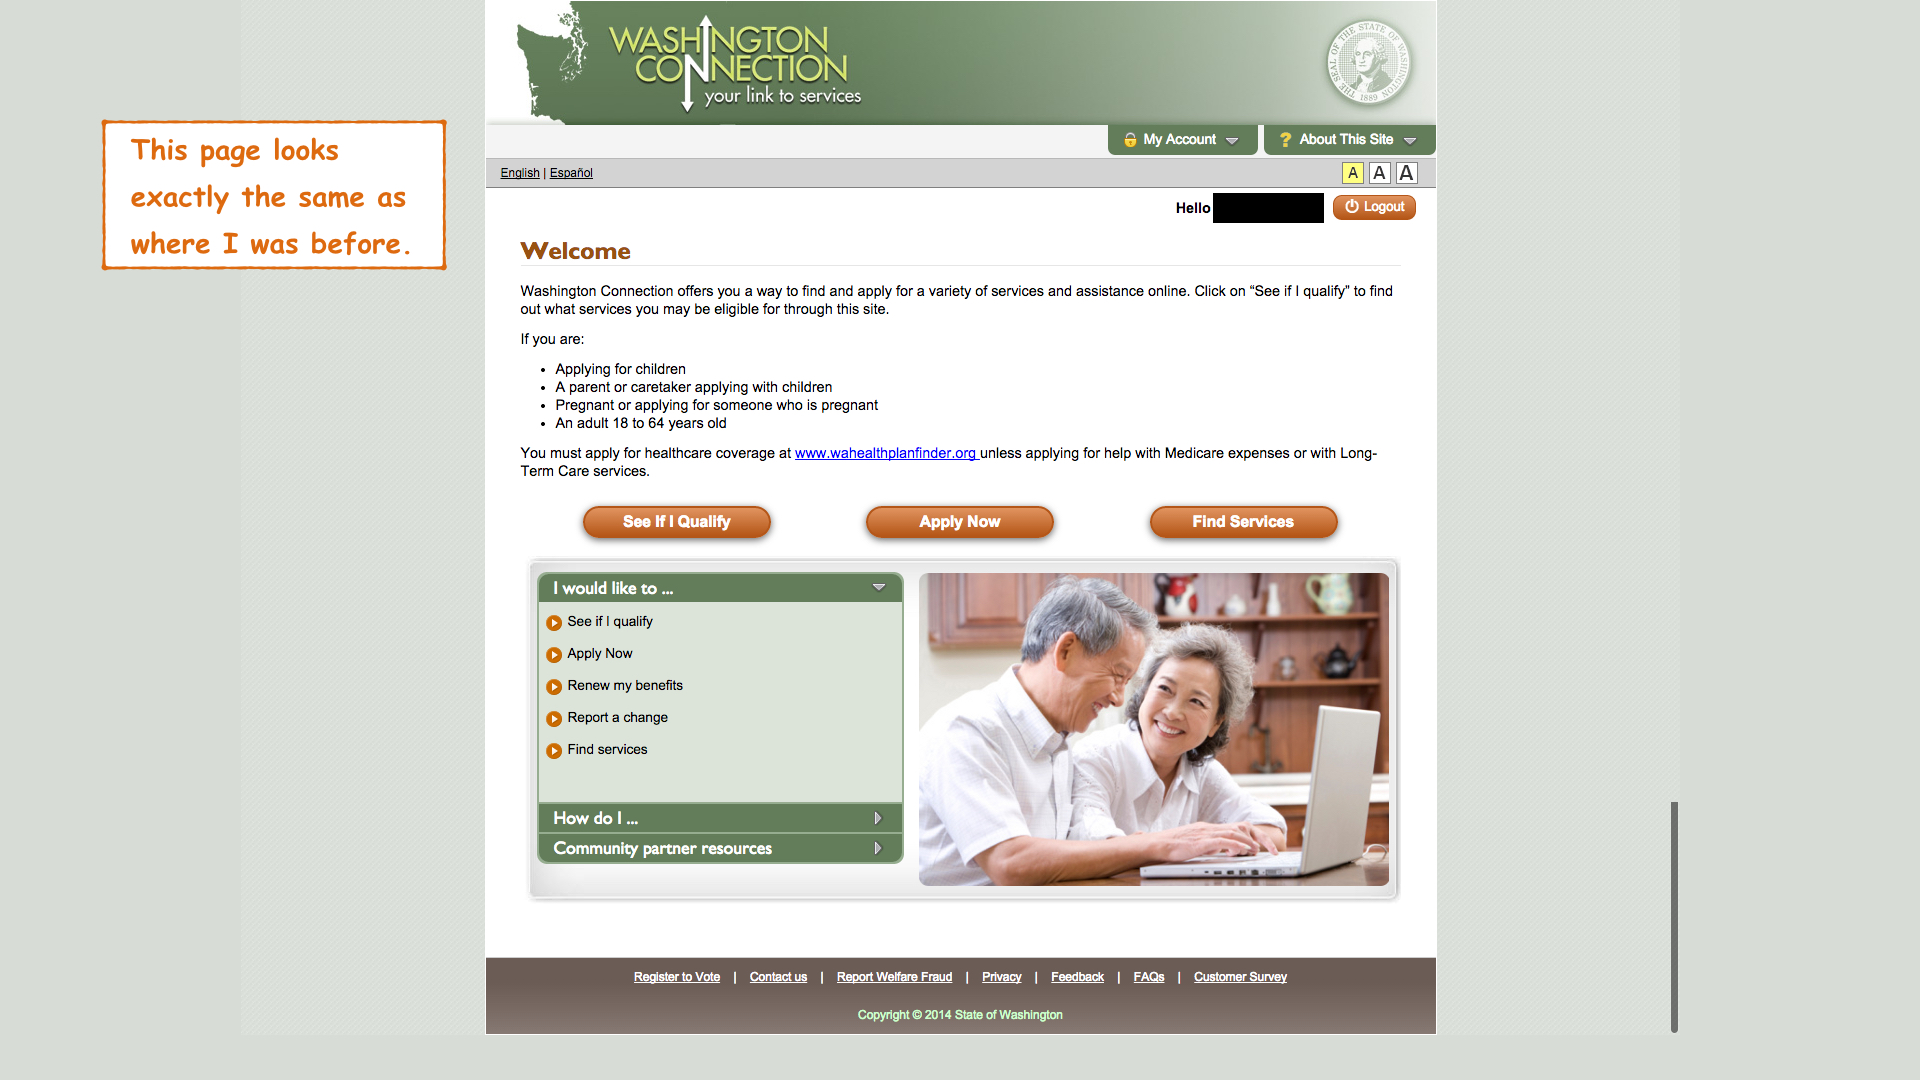 WASHINGTON
CONNECTION
your link to services
THE SEAL OF THE STATE OF WASHINGTON
1889
This page looks
exactly the same as
where I was before.
My Account
? About This Site
English | Español
A A A
Hello
Logout
Welcome
Washington Connection offers you a way to find and apply for a variety of services and assistance online. Click on “See if I qualify” to find
out what services you may be eligible for through this site.
If you are:
• Applying for children
• A parent or caretaker applying with children
• Pregnant or applying for someone who is pregnant
• An adult 18 to 64 years old
You must apply for healthcare coverage at www.wahealthplanfinder.org unless applying for help with Medicare expenses or with Long-
Term Care services.
See If I Qualify
Apply Now
Find Services
I would like to ...
See if I qualify
Apply Now
Renew my benefits
Report a change
Find services
How do I ...
Community partner resources
Register to Vote | Contact us | Report Welfare Fraud | Privacy | Feedback | FAQs | Customer Survey
Copyright © 2014 State of Washington